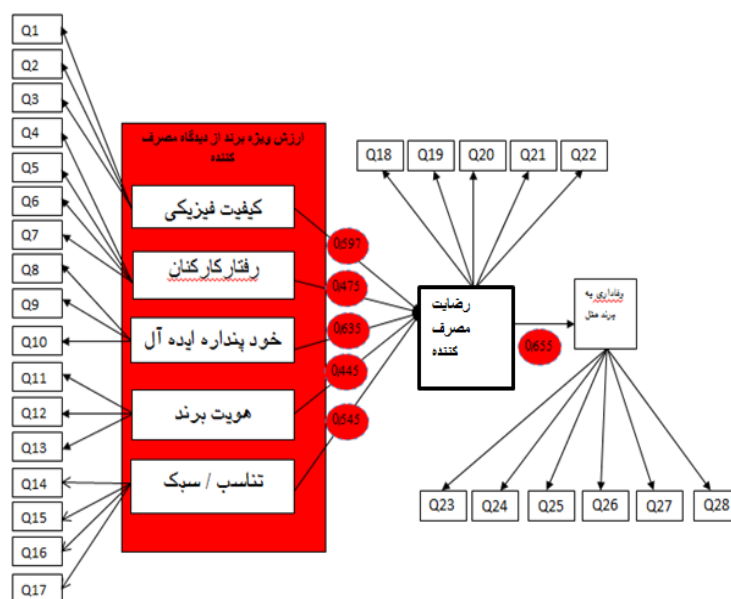 Q1
Q2
Q3
Q4
Q5
Q6
Q7
Q8
Q9
Q10
Q11
Q12
Q13
Q14
Q15
Q16
Q17
ارزش ویژه برند از دیدگاه مصرف
کننده
کیفیت فیزیکی
رفتارکارکنان
خود پنداره ایده آل
هویت برند
تناسب / سبک
0.597
0.475
0.635
0.445
0.545
Q18 Q19 Q20 Q21 Q22
رضایت
مصرف
کننده
0.655
وفاداری به
برند هتل
Q23 Q24 Q25 Q26 Q27 Q28